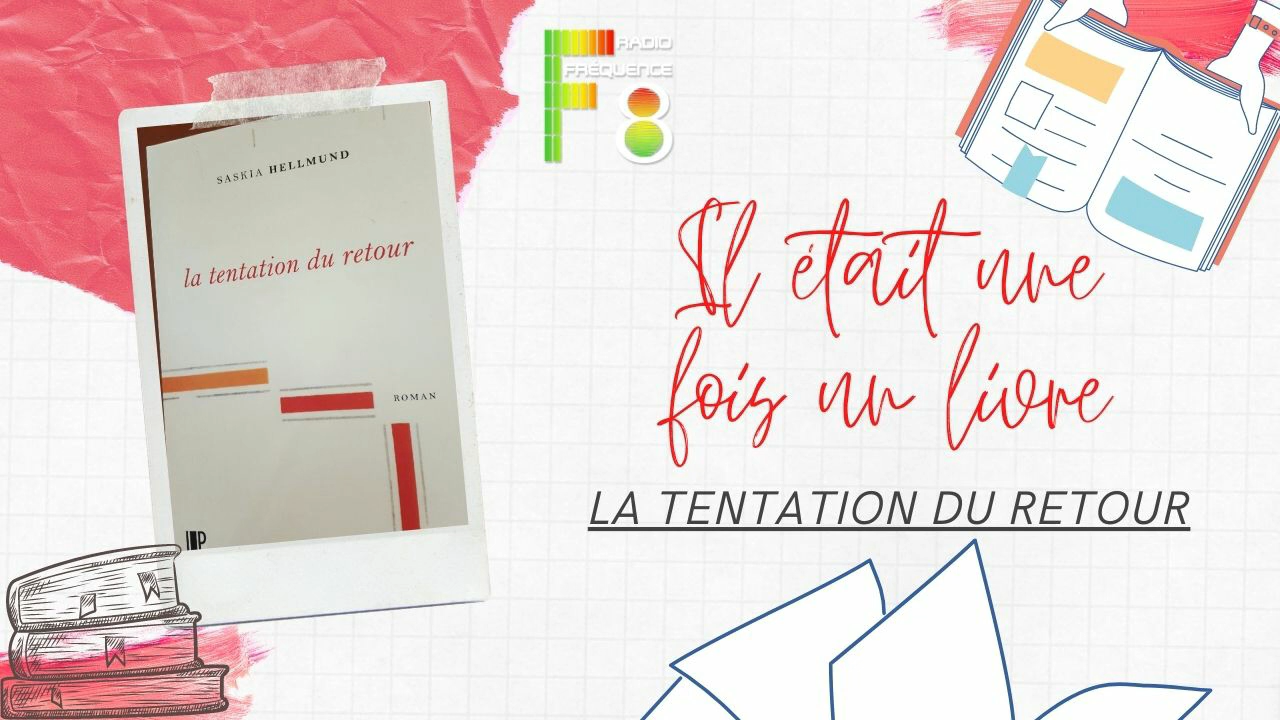 RADIO
FRÉQUENCE
F8
SASKIA HELLMUND
la tentation du retour
ROMAN
Il était une
fois un livre
LA TENTATION DU RETOUR